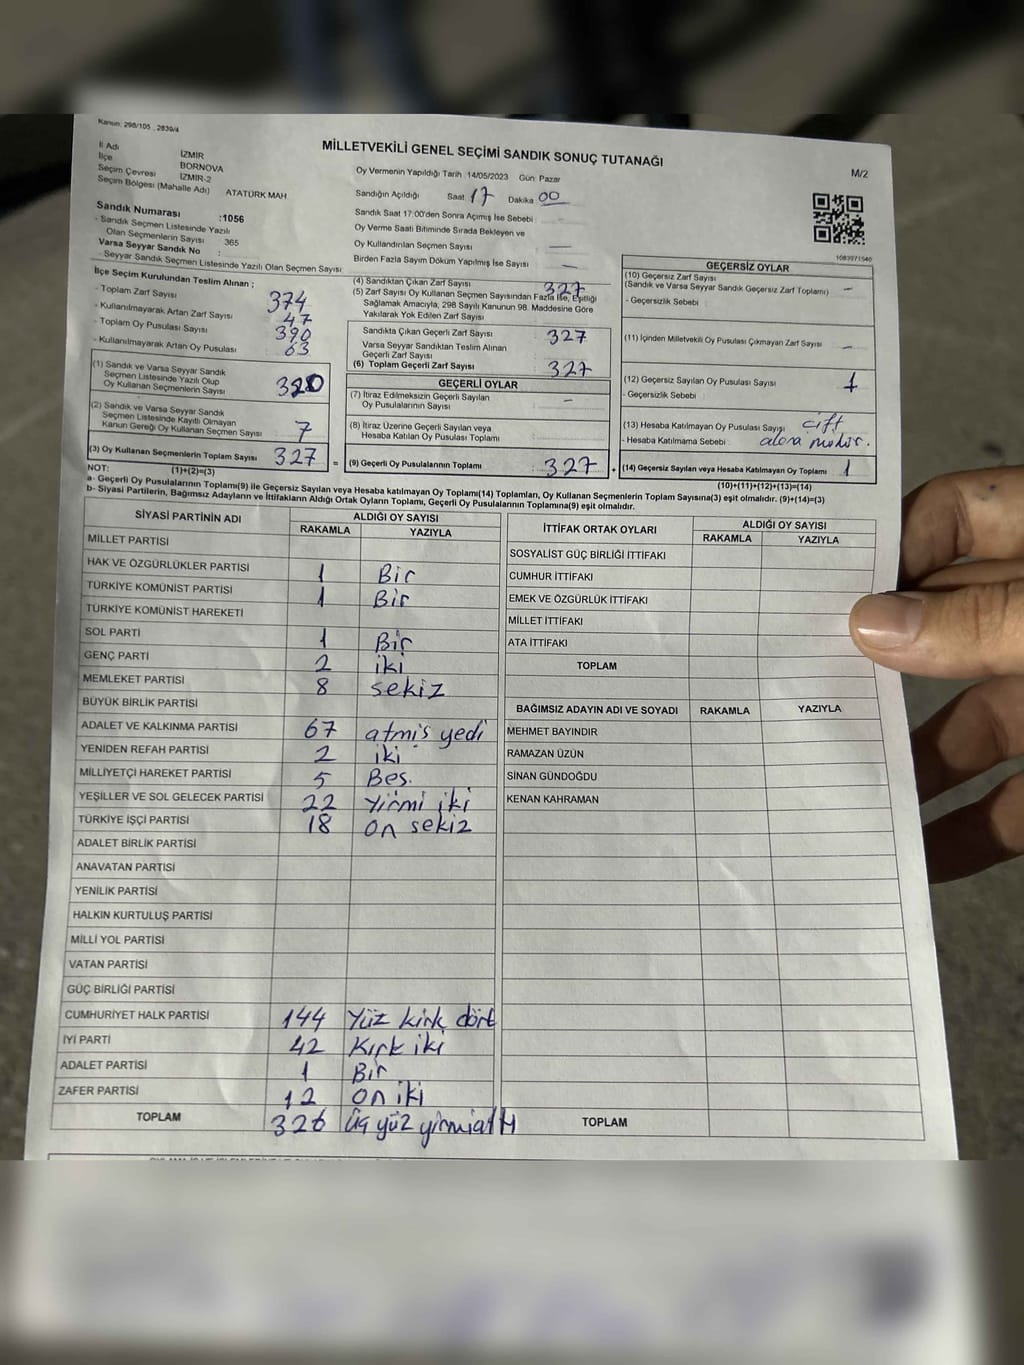 Kanun: 298/105 , 2839/4
MİLLETVEKİLİ GENEL SEÇİMİ SANDIK SONUÇ TUTANAĞI
M/2
İl Adı İZMİR
İlçe BORNOVA
Seçim Çevresi İZMİR-2
Seçim Bölgesi (Mahalle Adı) ATATÜRK MAH
Oy Vermenin Yapıldığı Tarih 14/05/2023 Gün Pazar
Sandığın Açıldığı Saat 17 Dakika 00
Sandık Saat 17:00'den Sonra Açılmış İse Sebebi
Oy Verme Saati Bitiminde Sırada Bekleyen ve
Oy Kullandırılan Seçmen Sayısı —
Birden Fazla Sayım Döküm Yapılmış İse Sayısı —
1083971540
Sandık Numarası :1056
- Sandık Seçmen Listesinde Yazılı
Olan Seçmenlerin Sayısı 365
Varsa Seyyar Sandık No :
- Seyyar Sandık Seçmen Listesinde Yazılı Olan Seçmen Sayısı
İlçe Seçim Kurulundan Teslim Alınan ;
- Toplam Zarf Sayısı 374
- Kullanılmayarak Artan Zarf Sayısı 47
- Toplam Oy Pusulası Sayısı 390
- Kullanılmayarak Artan Oy Pusulası 63
(1) Sandık ve Varsa Seyyar Sandık
Seçmen Listesinde Yazılı Olup
Oy Kullanan Seçmenlerin Sayısı 320
(2) Sandık ve Varsa Seyyar Sandık
Seçmen Listesinde Kayıtlı Olmayan
Kanun Gereği Oy Kullanan Seçmen Sayısı 7
(3) Oy Kullanan Seçmenlerin Toplam Sayısı 327 =
(4) Sandıktan Çıkan Zarf Sayısı 327
(5) Zarf Sayısı Oy Kullanan Seçmen Sayısından Fazla İse, Eşitliği
Sağlamak Amacıyla, 298 Sayılı Kanunun 98. Maddesine Göre
Yakılarak Yok Edilen Zarf Sayısı
Sandıkta Çıkan Geçerli Zarf Sayısı 327
Varsa Seyyar Sandıktan Teslim Alınan
Geçerli Zarf Sayısı
(6) Toplam Geçerli Zarf Sayısı 327
GEÇERLİ OYLAR
(7) İtiraz Edilmeksizin Geçerli Sayılan
Oy Pusulalarının Sayısı —
(8) İtiraz Üzerine Geçerli Sayılan veya
Hesaba Katılan Oy Pusulası Toplamı
(9) Geçerli Oy Pusulalarının Toplamı : 327
GEÇERSİZ OYLAR
(10) Geçersiz Zarf Sayısı
(Sandık ve Varsa Seyyar Sandık Geçersiz Zarf Toplamı) —
- Geçersizlik Sebebi
(11) İçinden Milletvekili Oy Pusulası Çıkmayan Zarf Sayısı —
(12) Geçersiz Sayılan Oy Pusulası Sayısı 1
- Geçersizlik Sebebi
(13) Hesaba Katılmayan Oy Pusulası Sayısı çift
- Hesaba Katılmama Sebebi
(14) Geçersiz Sayılan veya Hesaba Katılmayan Oy Toplamı 1
NOT: (1)+(2)=(3)
(10)+(11)+(12)+(13)=(14)
a- Geçerli Oy Pusulalarının Toplamı(9) ile Geçersiz Sayılan veya Hesaba katılmayan Oy Toplamı(14) Toplamları, Oy Kullanan Seçmenlerin Toplam Sayısına(3) eşit olmalıdır. (9)+(14)=(3)
b- Siyasi Partilerin, Bağımsız Adayların ve İttifakların Aldığı Ortak Oyların Toplamı, Geçerli Oy Pusulalarının Toplamına(9) eşit olmalıdır.
SİYASİ PARTİNİN ADI ALDIĞI OY SAYISI
RAKAMLA YAZIYLA
MİLLET PARTİSİ
HAK VE ÖZGÜRLÜKLER PARTİSİ 1 Bir
TÜRKİYE KOMÜNİST PARTİSİ 1 Bir
TÜRKİYE KOMÜNİST HAREKETİ
SOL PARTİ 1 Bir
GENÇ PARTİ 2 iki
MEMLEKET PARTİSİ 8 sekiz
BÜYÜK BİRLİK PARTİSİ
ADALET VE KALKINMA PARTİSİ 67 atmis yedi
YENİDEN REFAH PARTİSİ 2 iki
MİLLİYETÇİ HAREKET PARTİSİ 5 Beş.
YEŞİLLER VE SOL GELECEK PARTİSİ 22 Yirmi iki
TÜRKİYE İŞÇİ PARTİSİ 18 on sekiz
ADALET BİRLİK PARTİSİ
ANAVATAN PARTİSİ
YENİLİK PARTİSİ
HALKIN KURTULUŞ PARTİSİ
MİLLİ YOL PARTİSİ
VATAN PARTİSİ
GÜÇ BİRLİĞİ PARTİSİ
CUMHURİYET HALK PARTİSİ 144 Yüz kırk dört
İYİ PARTİ 42 Kırk iki
ADALET PARTİSİ 1 Bir
ZAFER PARTİSİ 12 on iki
TOPLAM 326 üç yüz yirmialtı
İTTİFAK ORTAK OYLARI ALDIĞI OY SAYISI
RAKAMLA YAZIYLA
SOSYALİST GÜÇ BİRLİĞİ İTTİFAKI
CUMHUR İTTİFAKI
EMEK VE ÖZGÜRLÜK İTTİFAKI
MİLLET İTTİFAKI
ATA İTTİFAKI
TOPLAM
BAĞIMSIZ ADAYIN ADI VE SOYADI RAKAMLA YAZIYLA
MEHMET BAYINDIR
RAMAZAN ÜZÜN
SİNAN GÜNDOĞDU
KENAN KAHRAMAN
TOPLAM